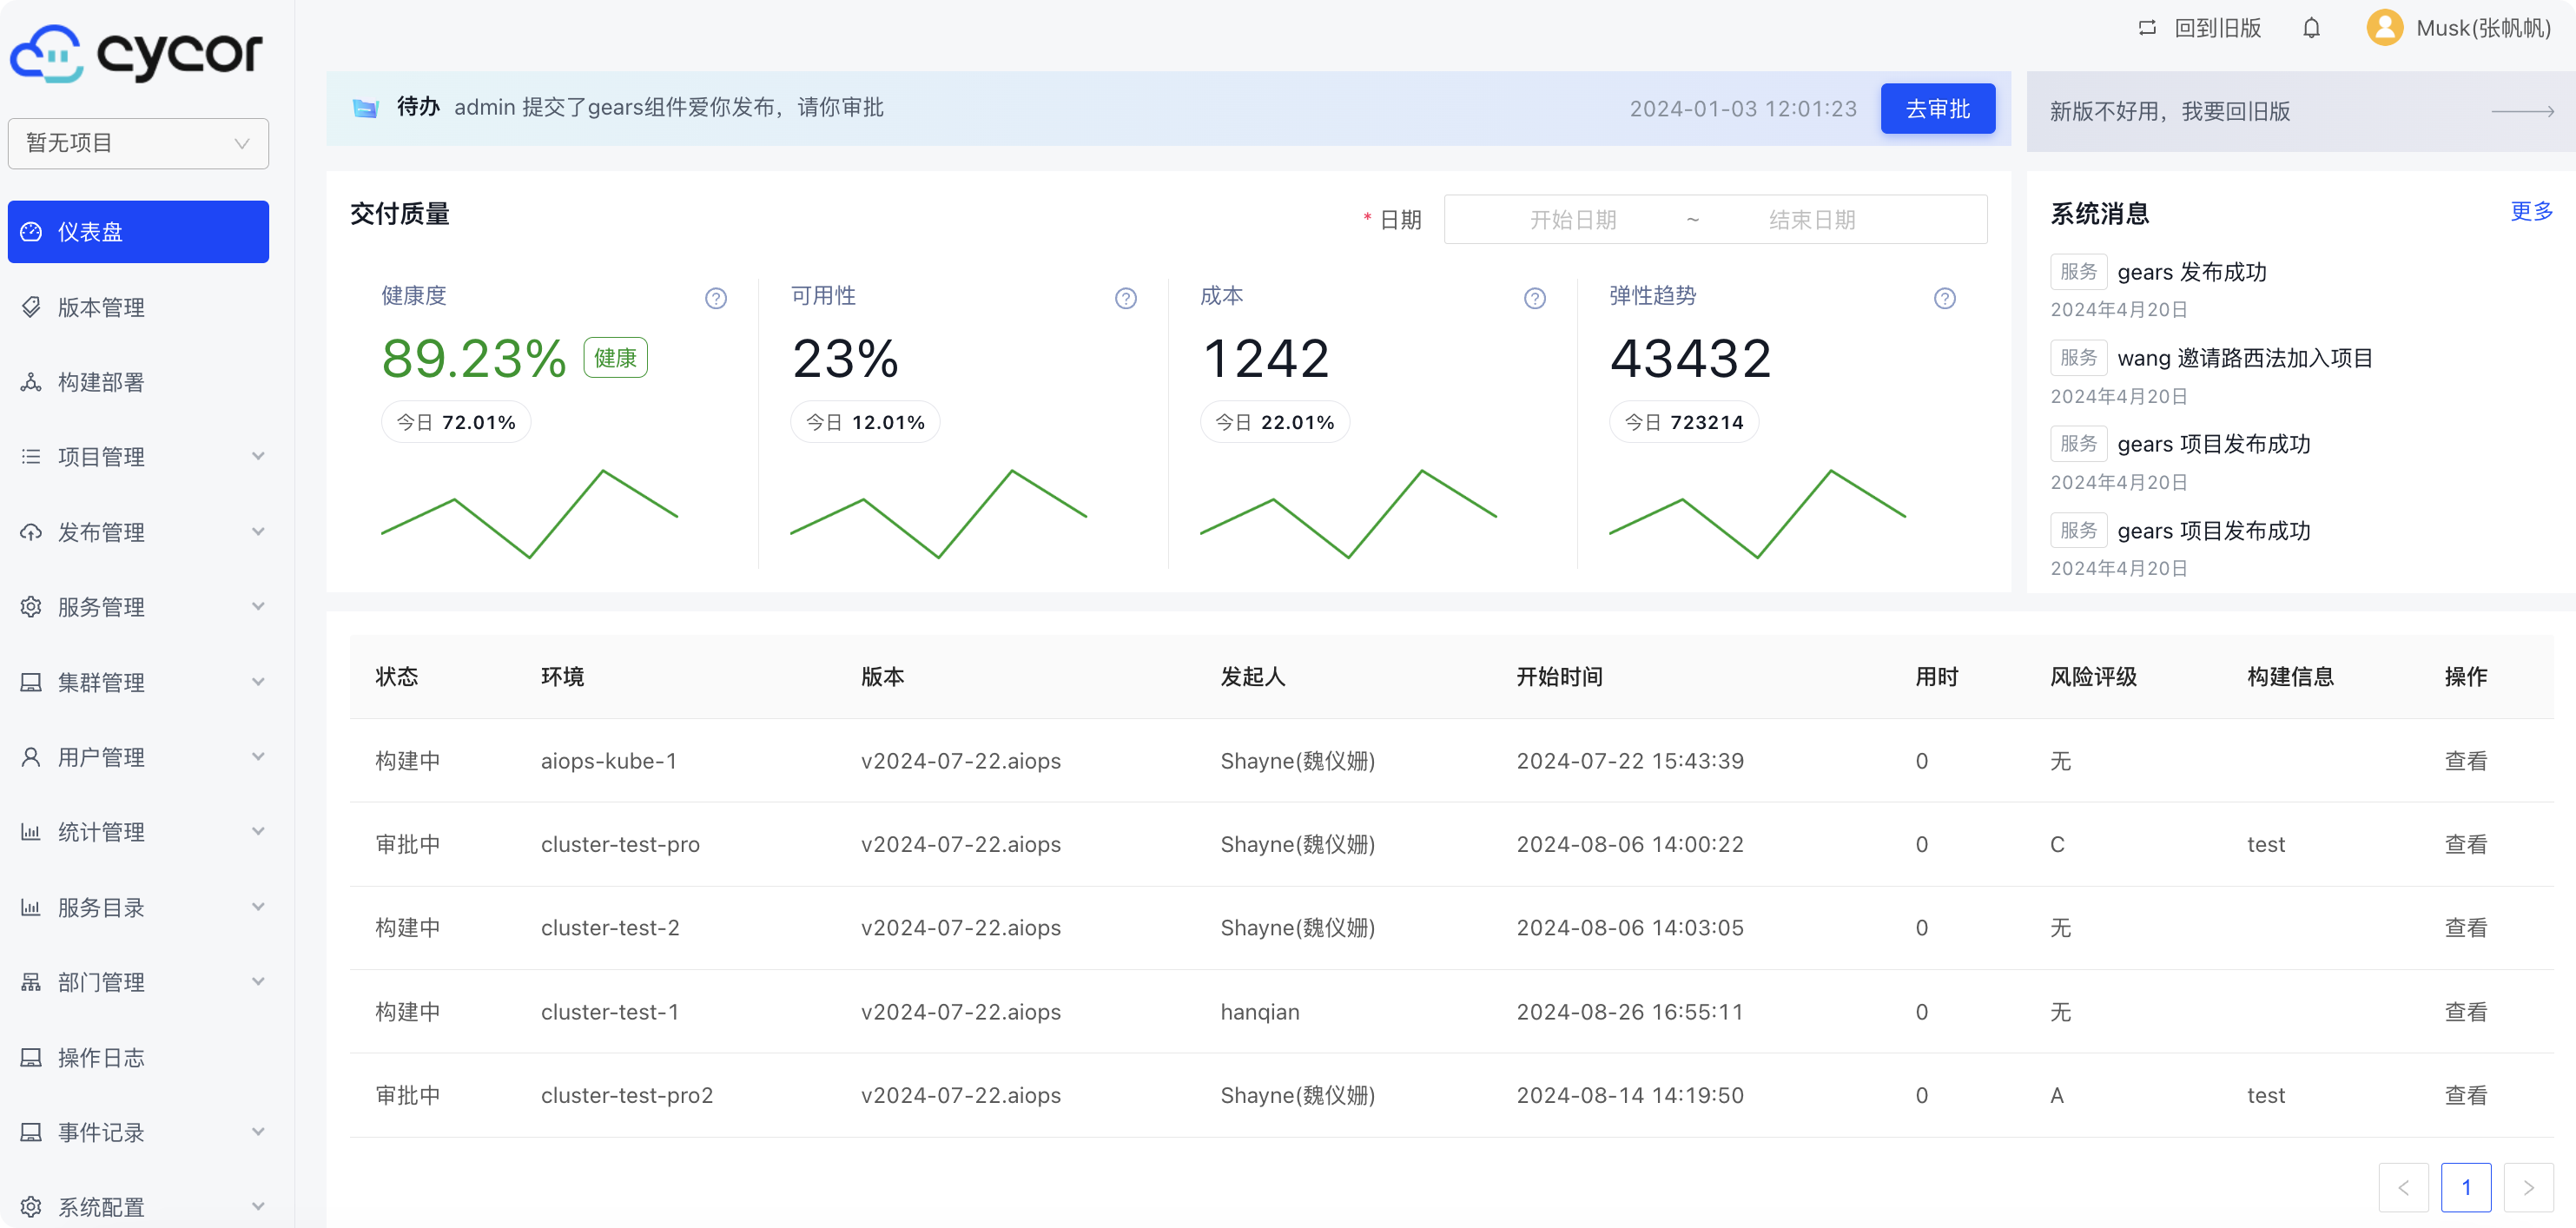 cycor
暂无项目
仪表盘
版本管理
构建部署
项目管理
发布管理
服务管理
集群管理
用户管理
统计管理
服务目录
部门管理
操作日志
事件记录
系统配置
回到旧版 Musk(张帆帆)
待办 admin 提交了gears组件爱你发布，请你审批 2024-01-03 12:01:23 去审批
新版不好用，我要回旧版
交付质量 * 日期 开始日期 ~ 结束日期
健康度 ?
89.23% 健康
今日 72.01%
可用性 ?
23%
今日 12.01%
成本 ?
1242
今日 22.01%
弹性趋势 ?
43432
今日 723214
系统消息 更多
服务 gears 发布成功
2024年4月20日
服务 wang 邀请路西法加入项目
2024年4月20日
服务 gears 项目发布成功
2024年4月20日
服务 gears 项目发布成功
2024年4月20日
状态 环境 版本 发起人 开始时间 用时 风险评级 构建信息 操作
构建中 aiops-kube-1 v2024-07-22.aiops Shayne(魏仪姗) 2024-07-22 15:43:39 0 无 查看
审批中 cluster-test-pro v2024-07-22.aiops Shayne(魏仪姗) 2024-08-06 14:00:22 0 C test 查看
构建中 cluster-test-2 v2024-07-22.aiops Shayne(魏仪姗) 2024-08-06 14:03:05 0 无 查看
构建中 cluster-test-1 v2024-07-22.aiops hanqian 2024-08-26 16:55:11 0 无 查看
审批中 cluster-test-pro2 v2024-07-22.aiops Shayne(魏仪姗) 2024-08-14 14:19:50 0 A test 查看
< 1 >